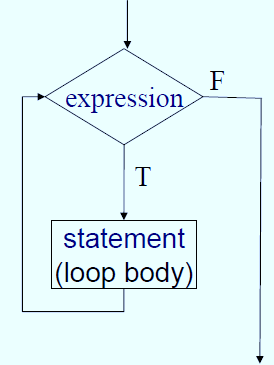 expression
F
T
statement
(loop body)